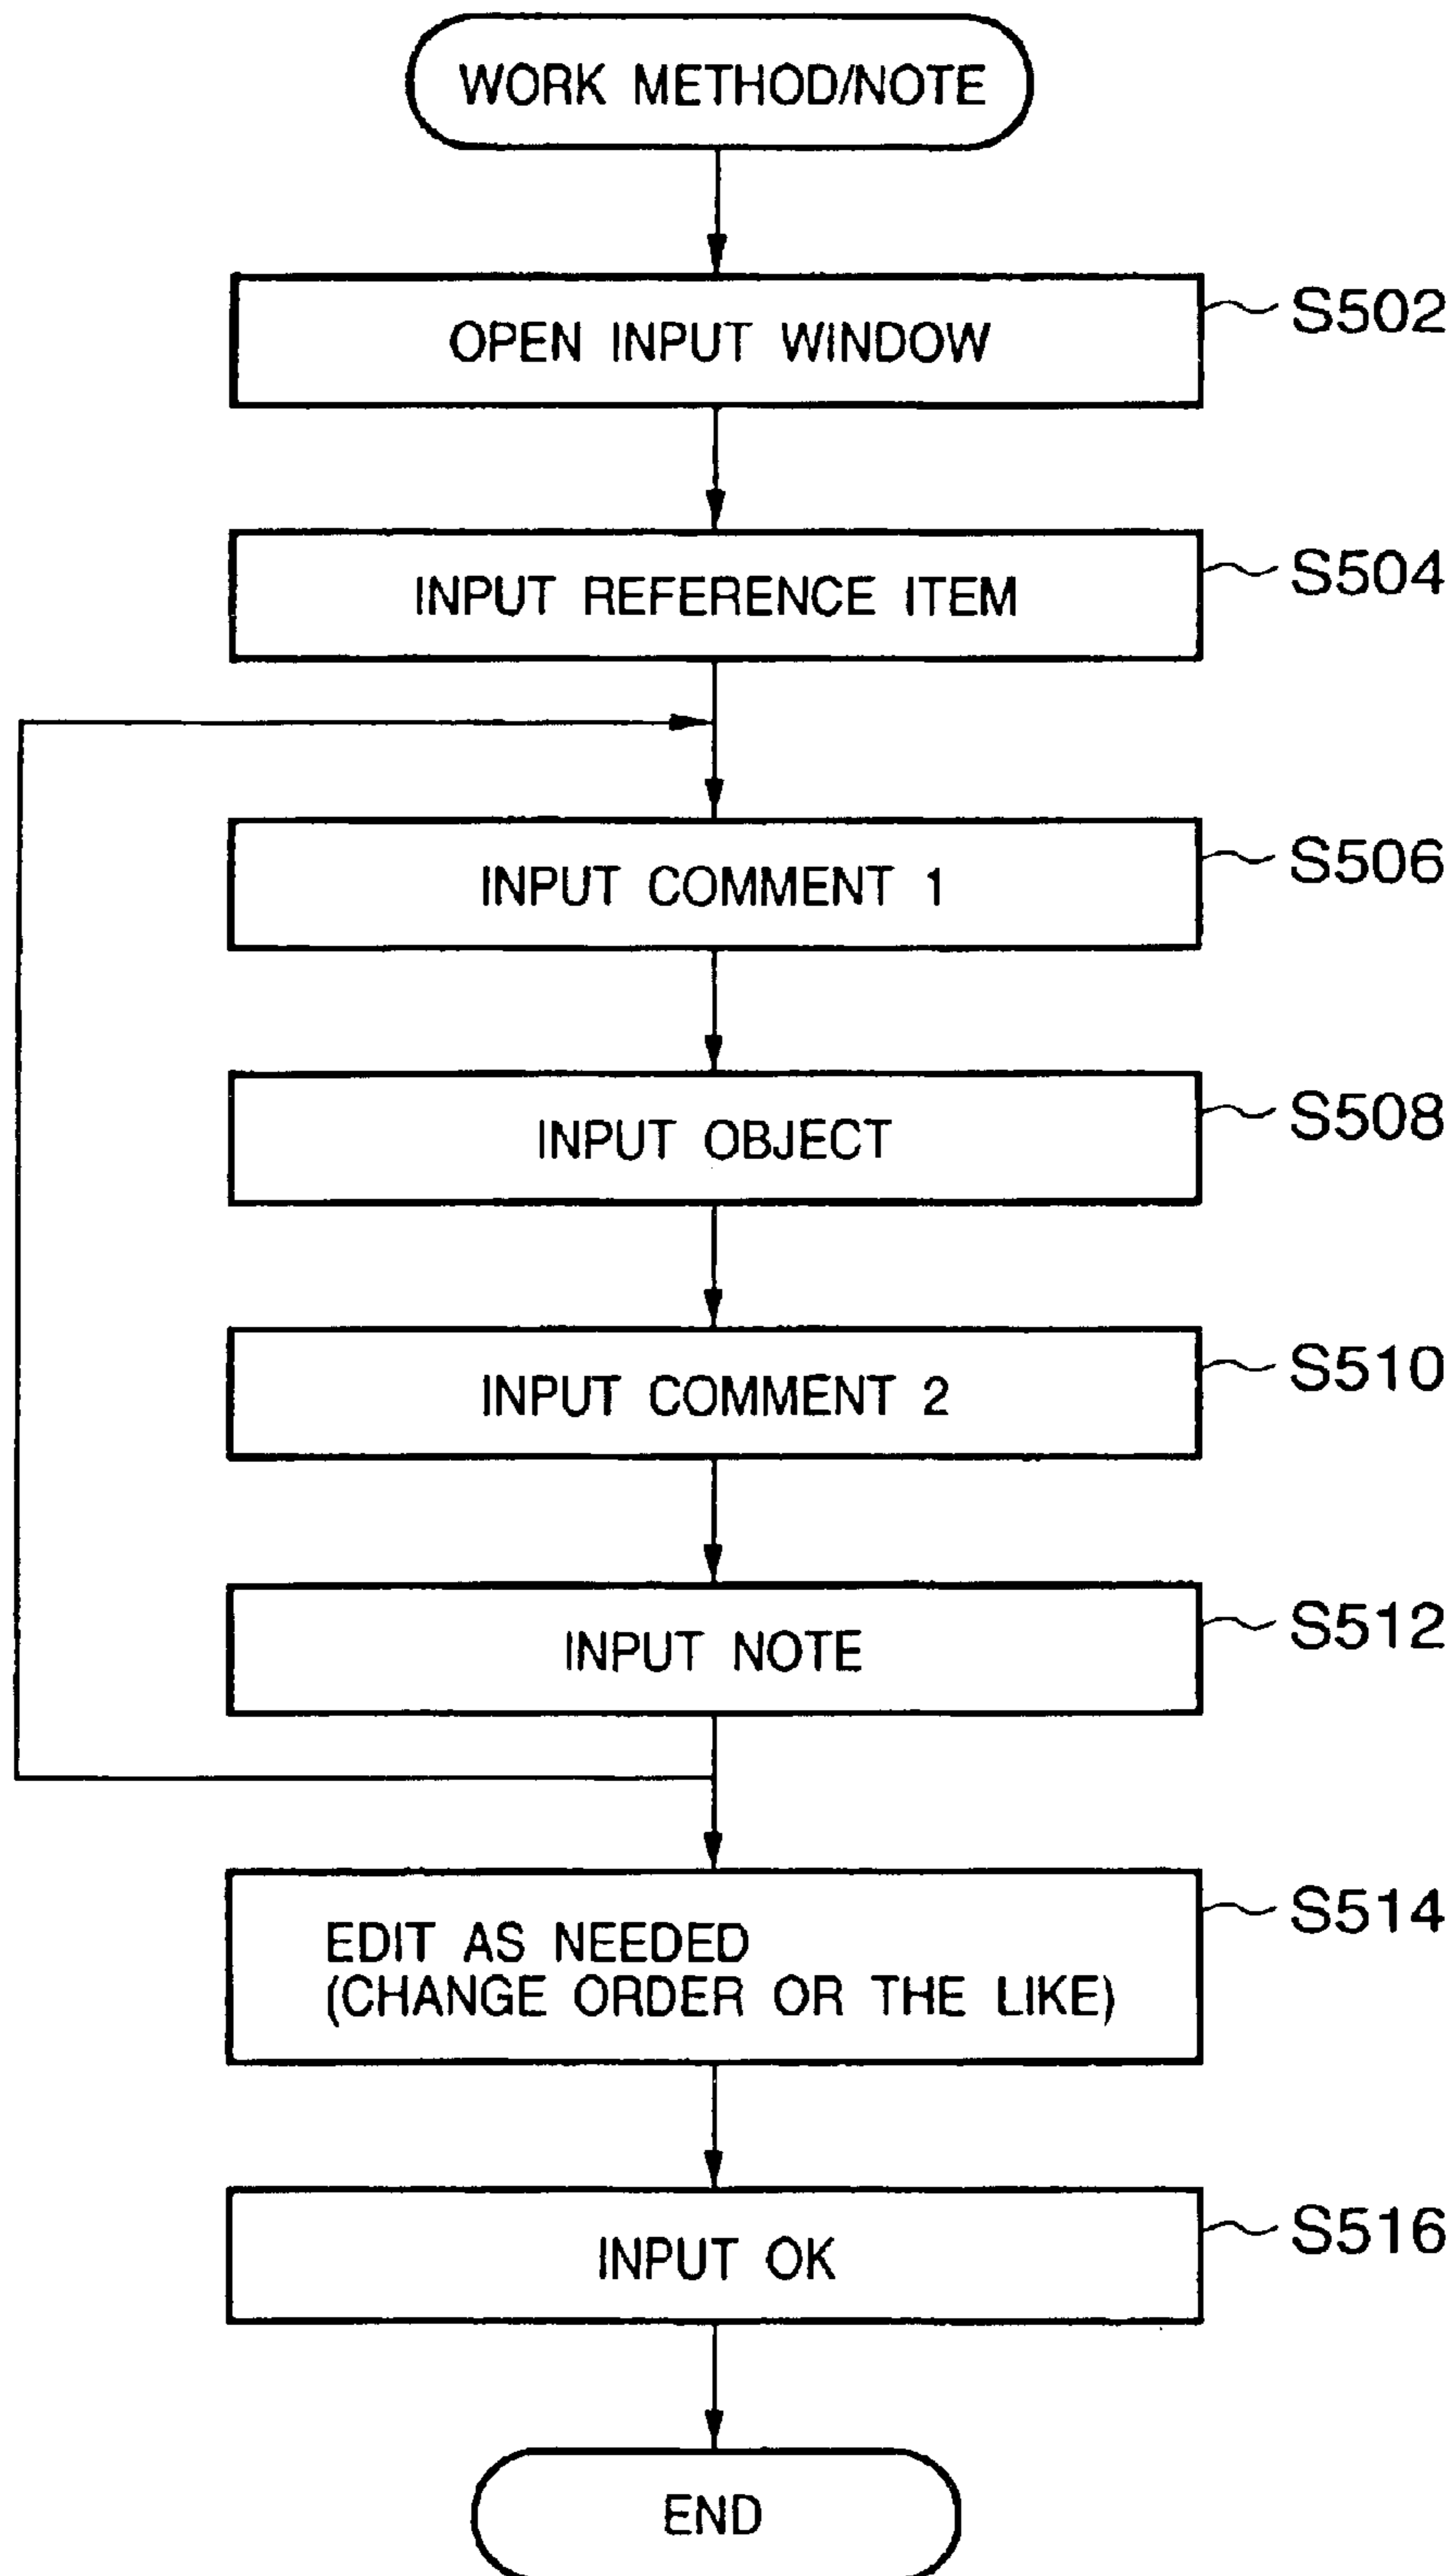 WORK METHOD/NOTE
OPEN INPUT WINDOW
S502
INPUT REFERENCE ITEM
S504
INPUT COMMENT 1
S506
INPUT OBJECT
S508
INPUT COMMENT 2
S510
INPUT NOTE
S512
EDIT AS NEEDED
(CHANGE ORDER OR THE LIKE)
S514
INPUT OK
S516
END